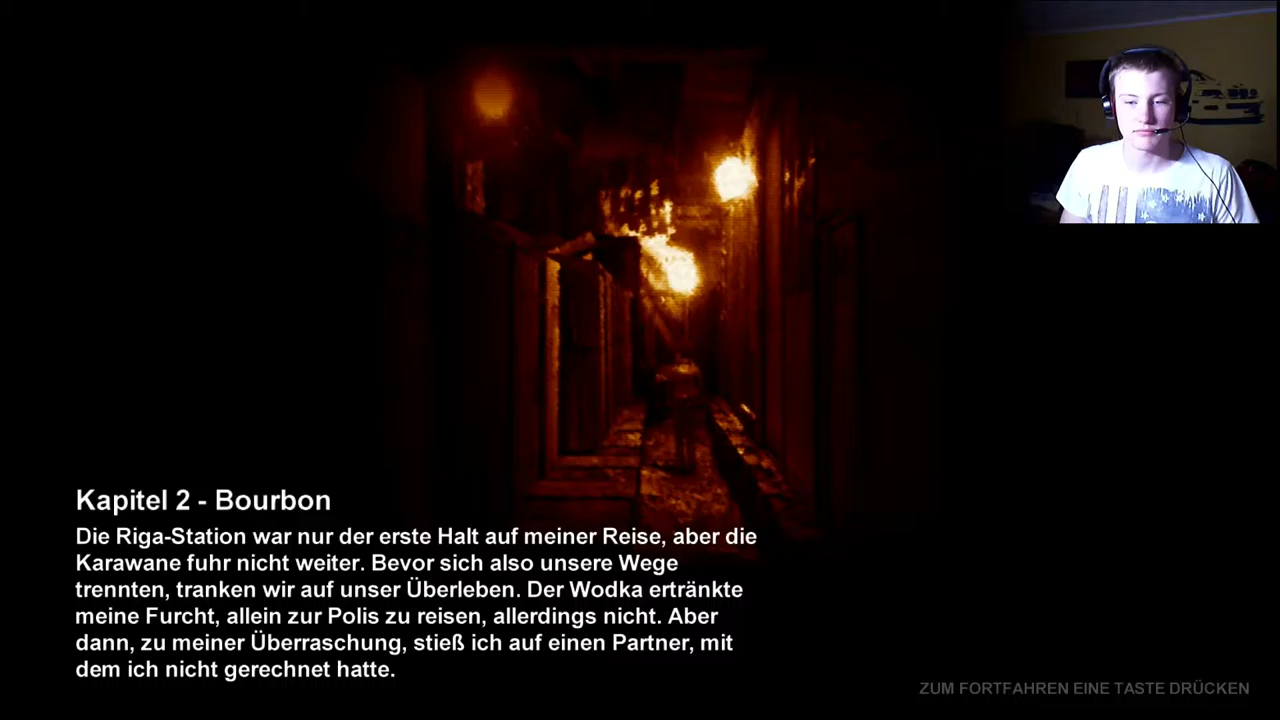 Kapitel 2 - Bourbon
Die Riga-Station war nur der erste Halt auf meiner Reise, aber die
Karawane fuhr nicht weiter. Bevor sich also unsere Wege
trennten, tranken wir auf unser Überleben. Der Wodka ertränkte
meine Furcht, allein zur Polis zu reisen, allerdings nicht. Aber
dann, zu meiner Überraschung, stieß ich auf einen Partner, mit
dem ich nicht gerechnet hatte.
ZUM FORTFAHREN EINE TASTE DRÜCKEN